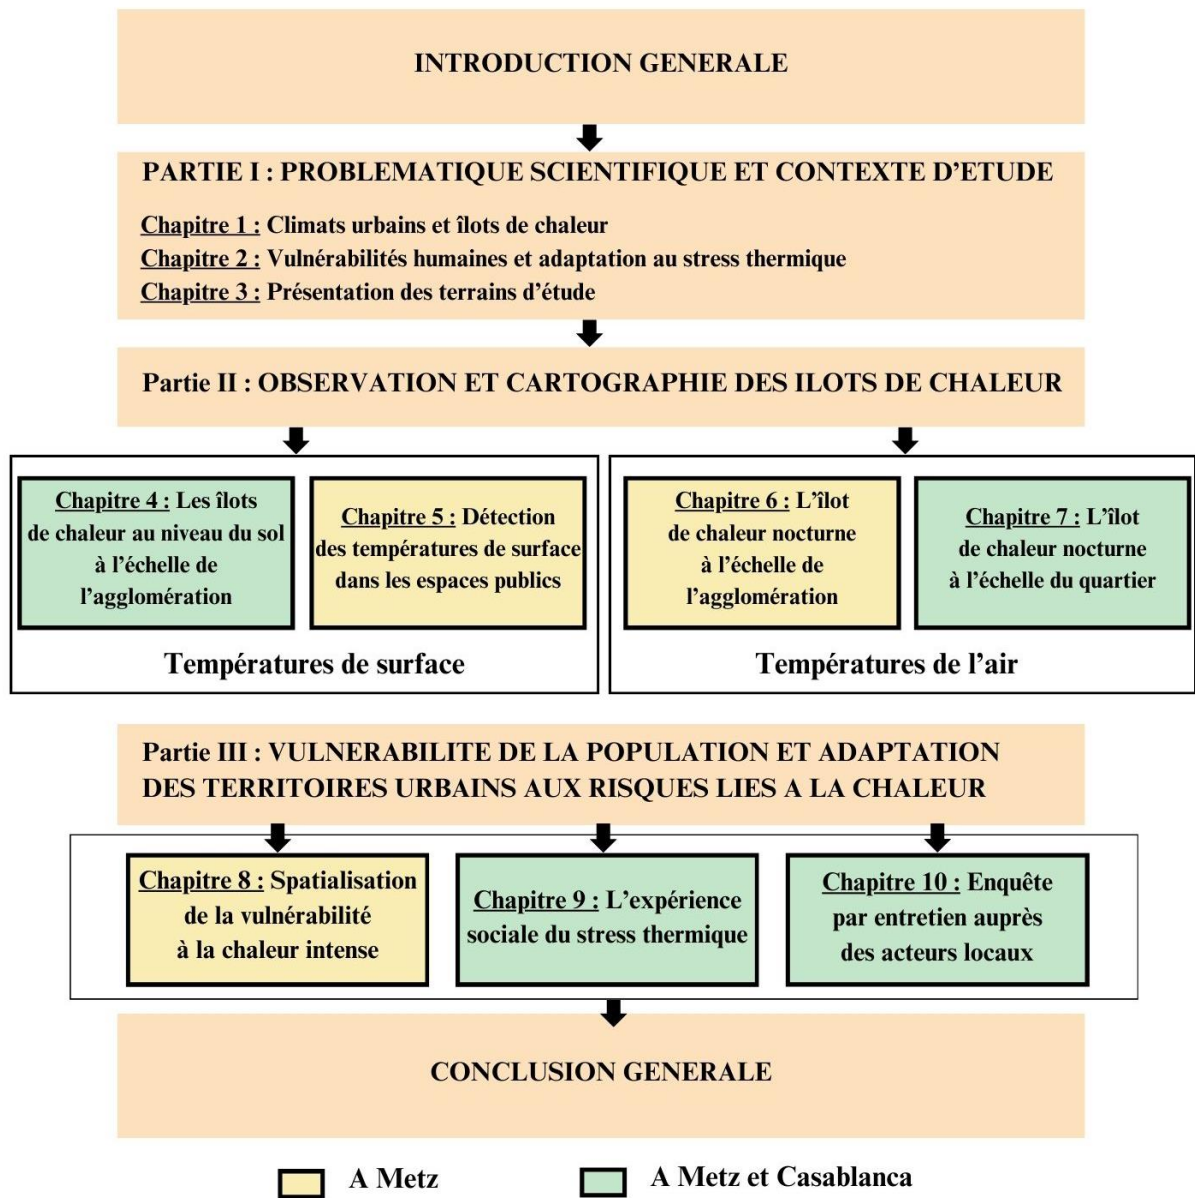 INTRODUCTION GENERALE
PARTIE I : PROBLEMATIQUE SCIENTIFIQUE ET CONTEXTE D'ETUDE
Chapitre 1 : Climats urbains et îlots de chaleur
Chapitre 2 : Vulnérabilités humaines et adaptation au stress thermique
Chapitre 3 : Présentation des terrains d'étude
Partie II : OBSERVATION ET CARTOGRAPHIE DES ILOTS DE CHALEUR
Chapitre 4 : Les îlots
de chaleur au niveau du sol
à l'échelle de
l'agglomération
Chapitre 5 : Détection
des températures de surface
dans les espaces publics
Températures de surface
Chapitre 6 : L'îlot
de chaleur nocturne
à l'échelle de
l'agglomération
Chapitre 7 : L'îlot
de chaleur nocturne
à l'échelle du quartier
Températures de l'air
Partie III : VULNERABILITE DE LA POPULATION ET ADAPTATION
DES TERRITOIRES URBAINS AUX RISQUES LIES A LA CHALEUR
Chapitre 8 : Spatialisation
de la vulnérabilité
à la chaleur intense
Chapitre 9 : L'expérience
sociale du stress thermique
Chapitre 10 : Enquête
par entretien auprès
des acteurs locaux
CONCLUSION GENERALE
A Metz
A Metz et Casablanca